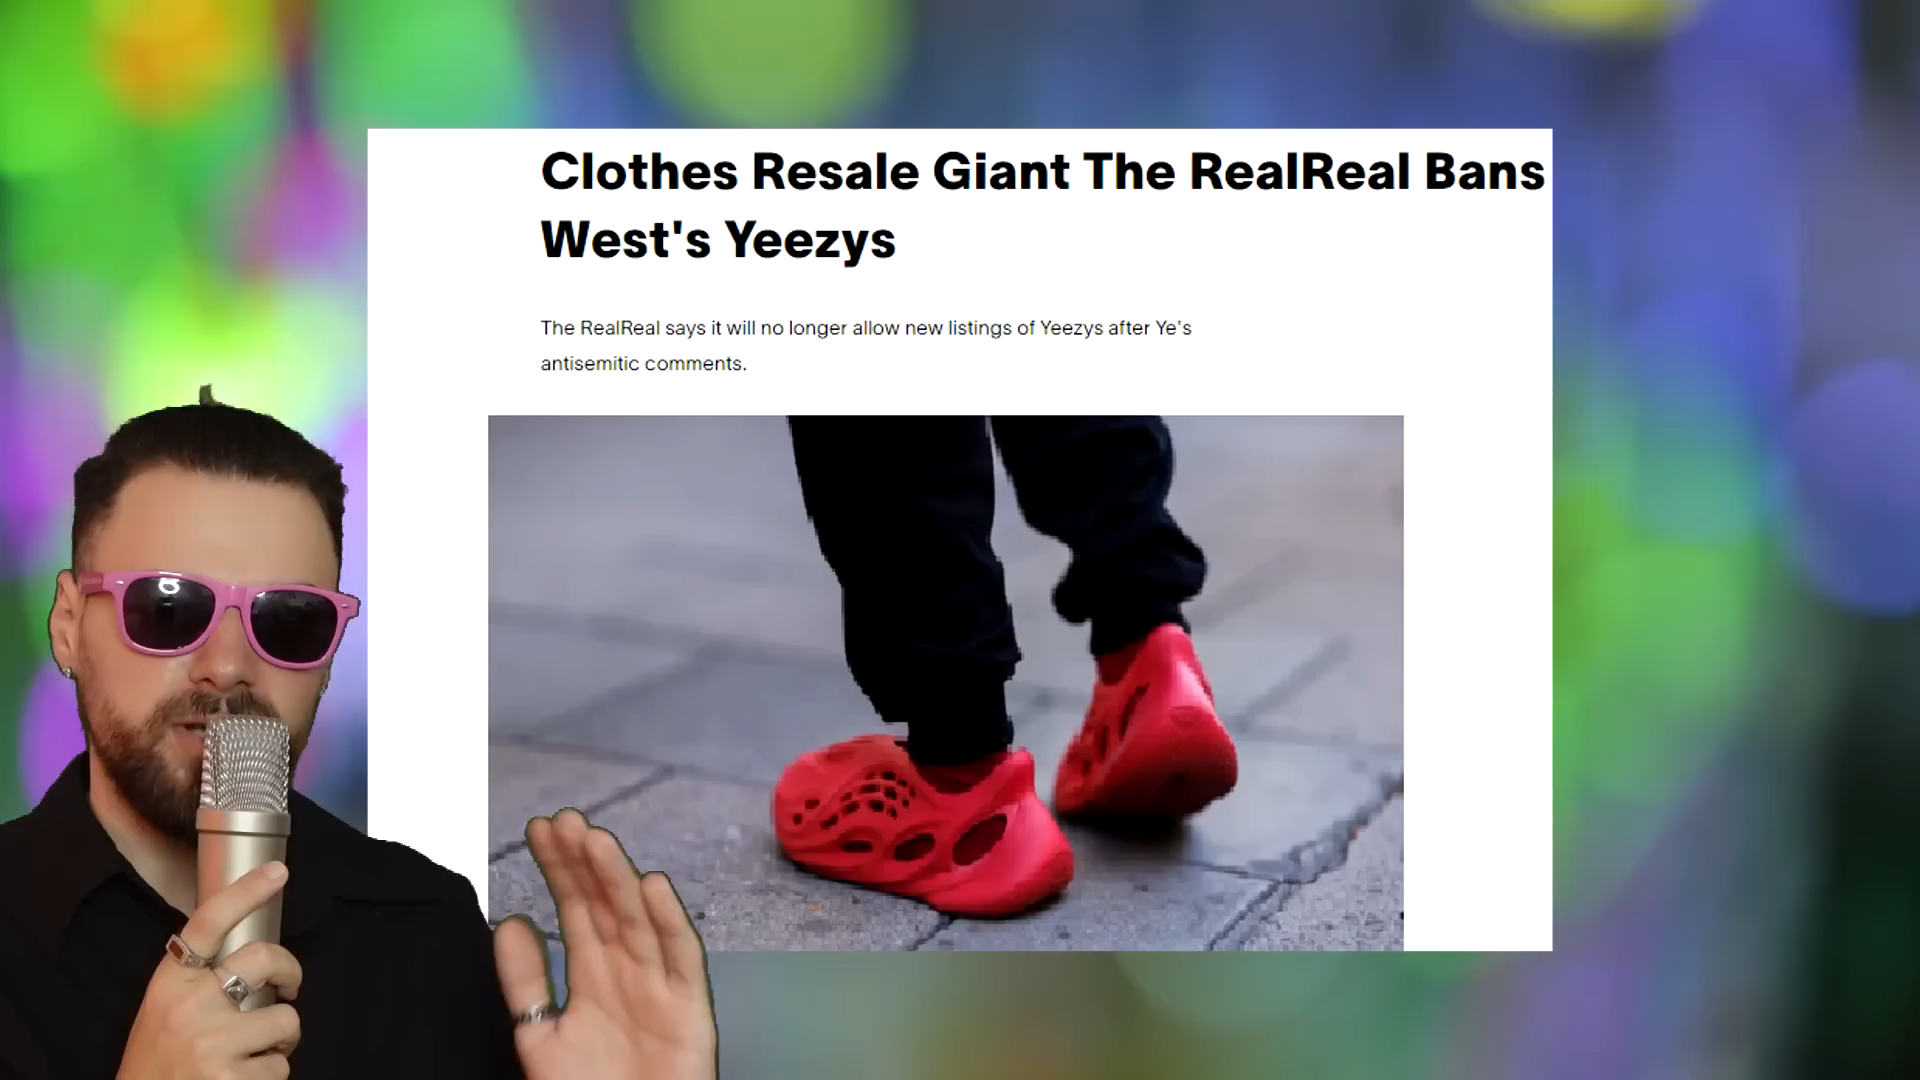 Clothes Resale Giant The RealReal Bans
West's Yeezys
The RealReal says it will no longer allow new listings of Yeezys after Ye's
antisemitic comments.